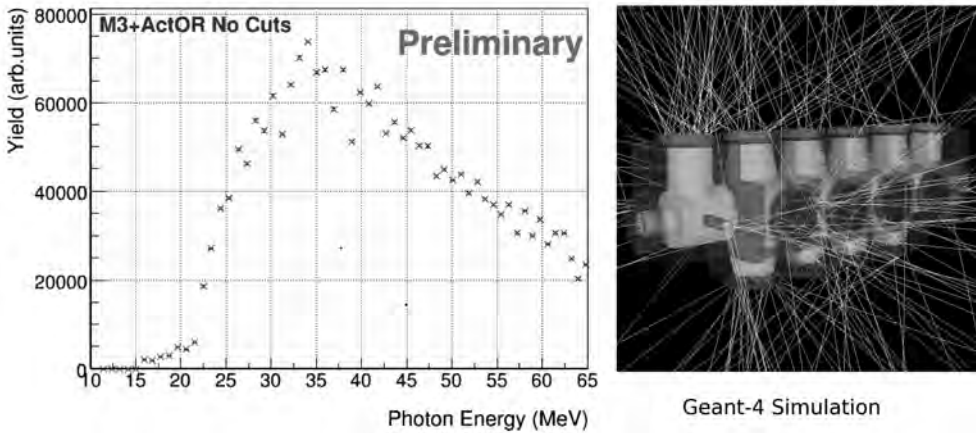 M3+ActOR No Cuts
Preliminary
Yield (arb.units)
80000
60000
40000
20000
0
10 15 20 25 30 35 40 45 50 55 60 65
Photon Energy (MeV)
Geant-4 Simulation